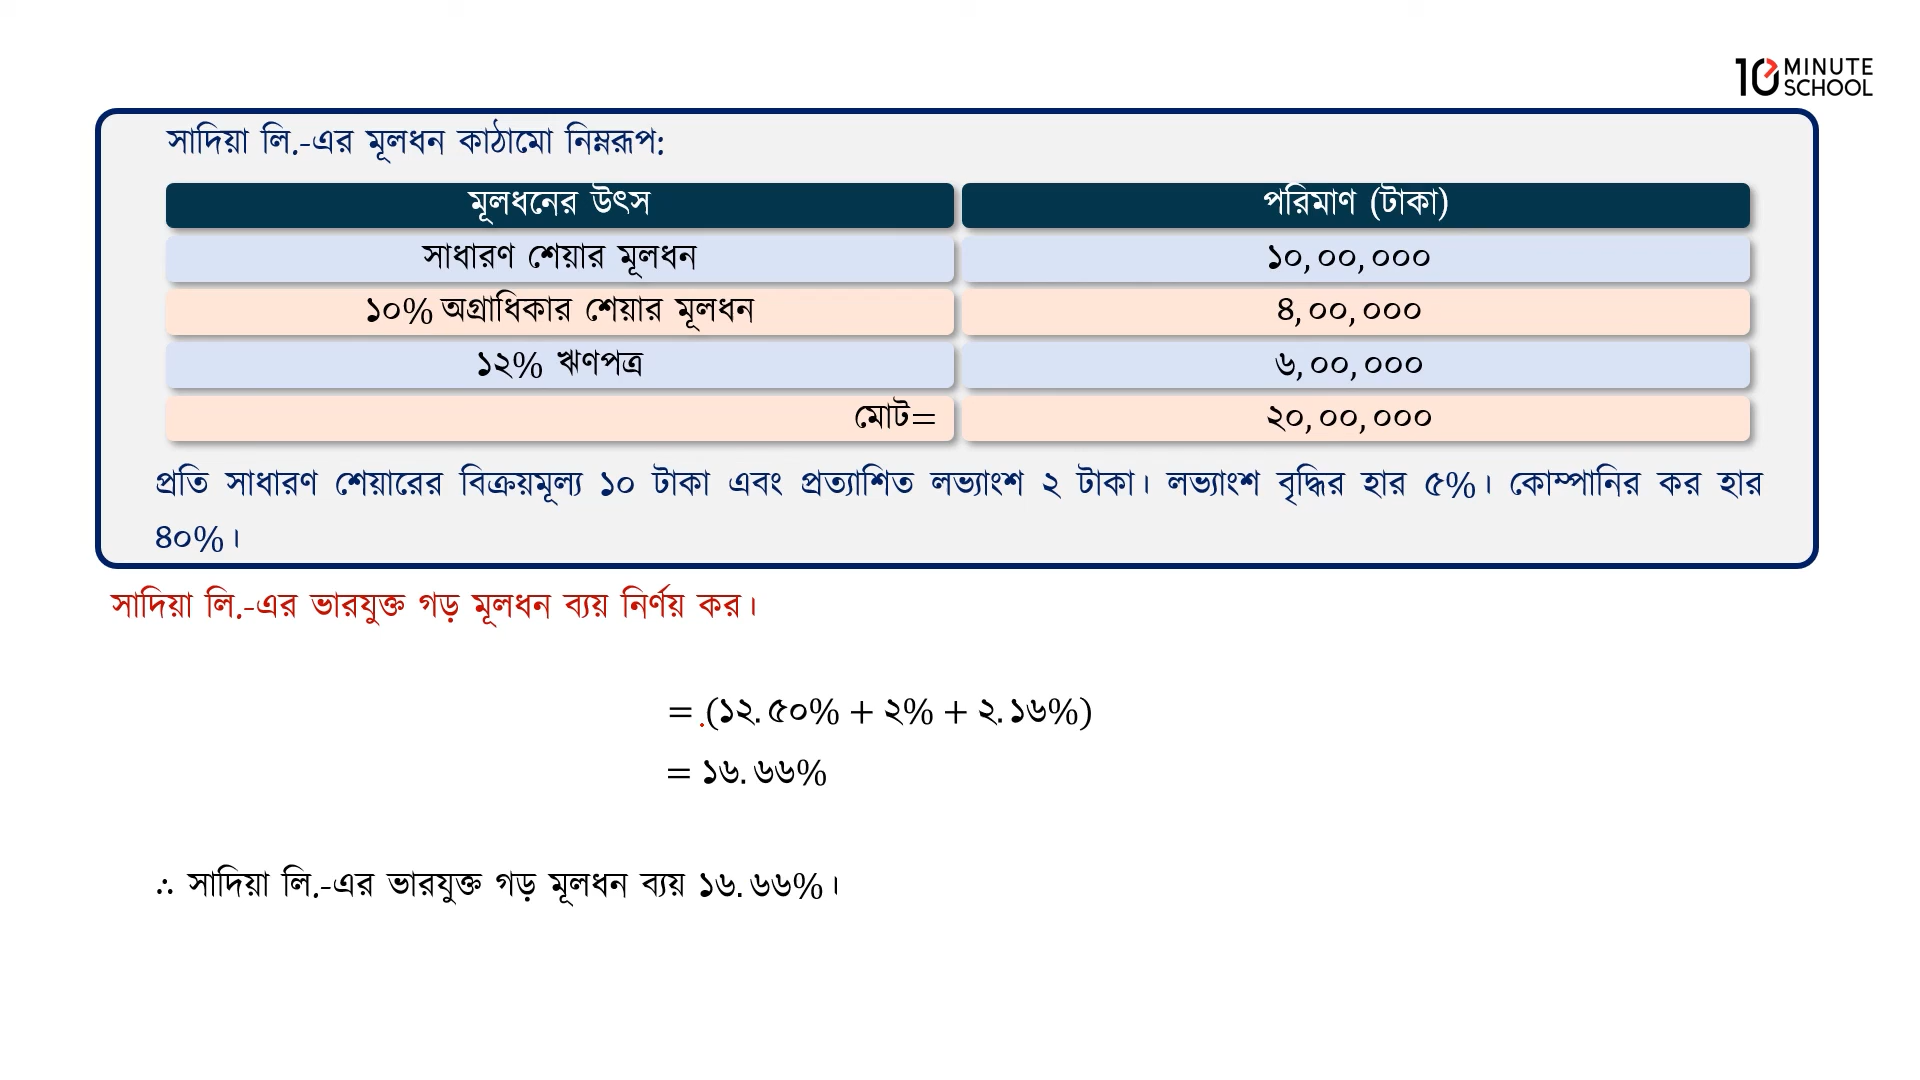 10 MINUTE SCHOOL
সাদিয়া লি.-এর মূলধন কাঠামো নিম্নরূপ:
মূলধনের উৎস পরিমাণ (টাকা)
সাধারণ শেয়ার মূলধন ১০,০০,০০০
১০% অগ্রাধিকার শেয়ার মূলধন ৪,০০,০০০
১২% ঋণপত্র ৬,০০,০০০
মোট= ২০,০০,০০০
প্রতি সাধারণ শেয়ারের বিক্রয়মূল্য ১০ টাকা এবং প্রত্যাশিত লভ্যাংশ ২ টাকা। লভ্যাংশ বৃদ্ধির হার ৫%। কোম্পানির কর হার
৪০%।
সাদিয়া লি.-এর ভারযুক্ত গড় মূলধন ব্যয় নির্ণয় কর।
= (১২.৫০% + ২% + ২.১৬%)
= ১৬.৬৬%
∴ সাদিয়া লি.-এর ভারযুক্ত গড় মূলধন ব্যয় ১৬.৬৬%।